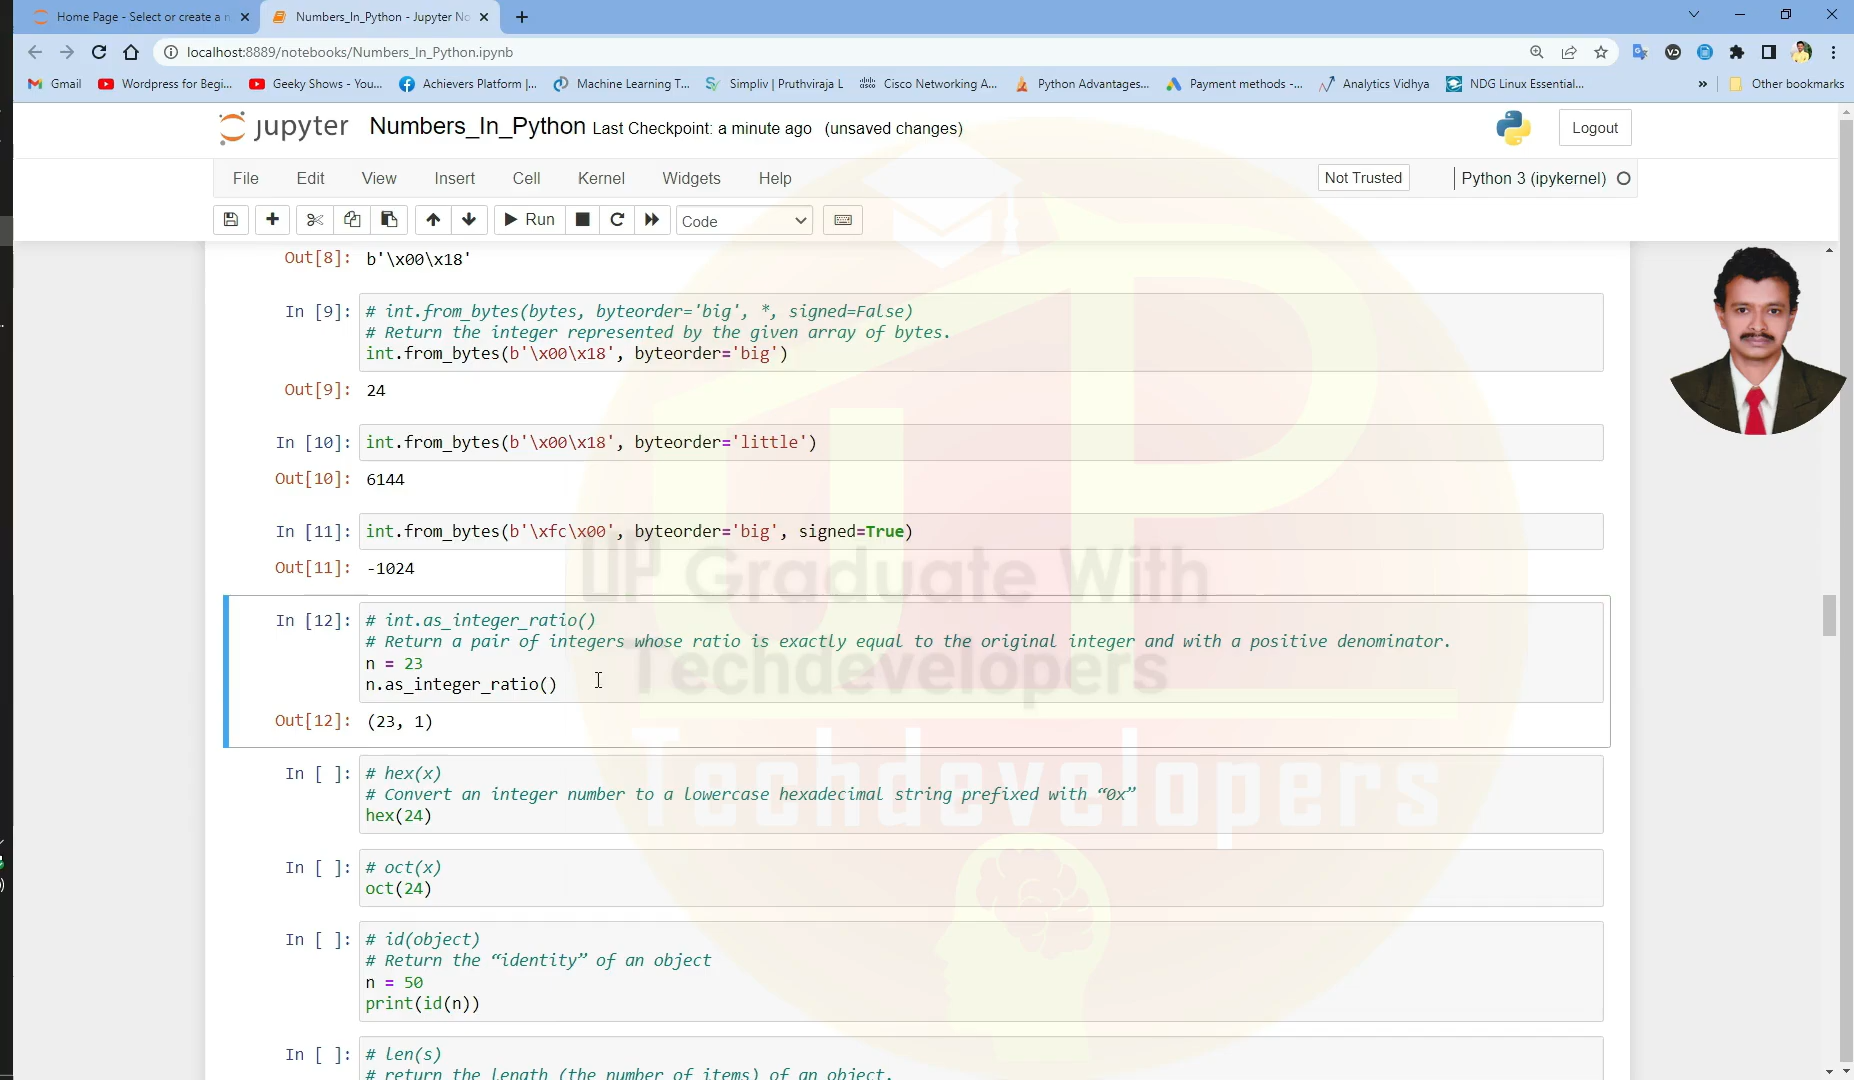 Home Page - Select or create a n
Numbers_In_Python - Jupyter No
localhost:8889/notebooks/Numbers_In_Python.ipynb
Gmail
Wordpress for Begi...
Geeky Shows - You...
Achievers Platform |...
Machine Learning T...
Simpliv | Pruthviraja L
Cisco Networking A...
Python Advantages...
Payment methods -...
Analytics Vidhya
NDG Linux Essential...
»
Other bookmarks
jupyter Numbers_In_Python Last Checkpoint: a minute ago (unsaved changes)
Logout
File Edit View Insert Cell Kernel Widgets Help
Not Trusted
Python 3 (ipykernel)
Run
Code
Out[8]: b'\x00\x18'
In [9]: # int.from_bytes(bytes, byteorder='big', *, signed=False)
# Return the integer represented by the given array of bytes.
int.from_bytes(b'\x00\x18', byteorder='big')
Out[9]: 24
In [10]: int.from_bytes(b'\x00\x18', byteorder='little')
Out[10]: 6144
In [11]: int.from_bytes(b'\xfc\x00', byteorder='big', signed=True)
Out[11]: -1024
In [12]: # int.as_integer_ratio()
# Return a pair of integers whose ratio is exactly equal to the original integer and with a positive denominator.
n = 23
n.as_integer_ratio()
Out[12]: (23, 1)
In [ ]: # hex(x)
# Convert an integer number to a lowercase hexadecimal string prefixed with “0x”
hex(24)
In [ ]: # oct(x)
oct(24)
In [ ]: # id(object)
# Return the “identity” of an object
n = 50
print(id(n))
In [ ]: # len(s)
# return the length (the number of items) of an object.
UP Graduate With
Techdevelopers
Techdevelopers